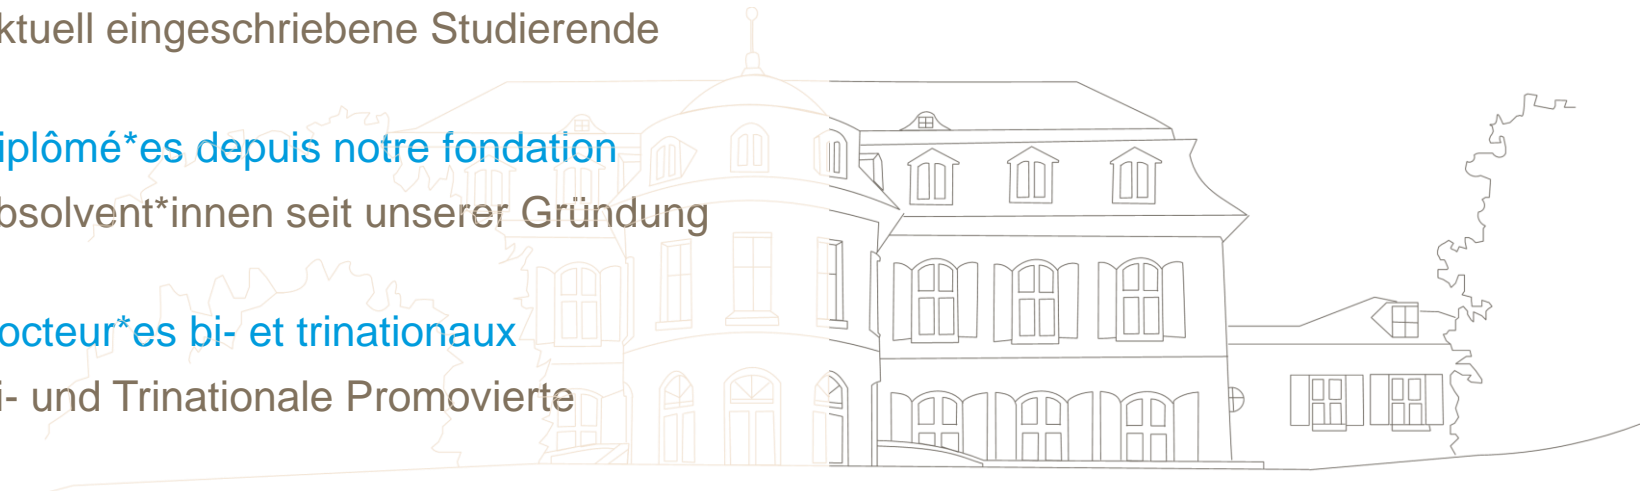 ktuell eingeschriebene Studierende
iplômé*es depuis notre fondation
bsolvent*innen seit unserer Gründung
octeur*es bi- et trinationaux
i- und Trinationale Promovierte